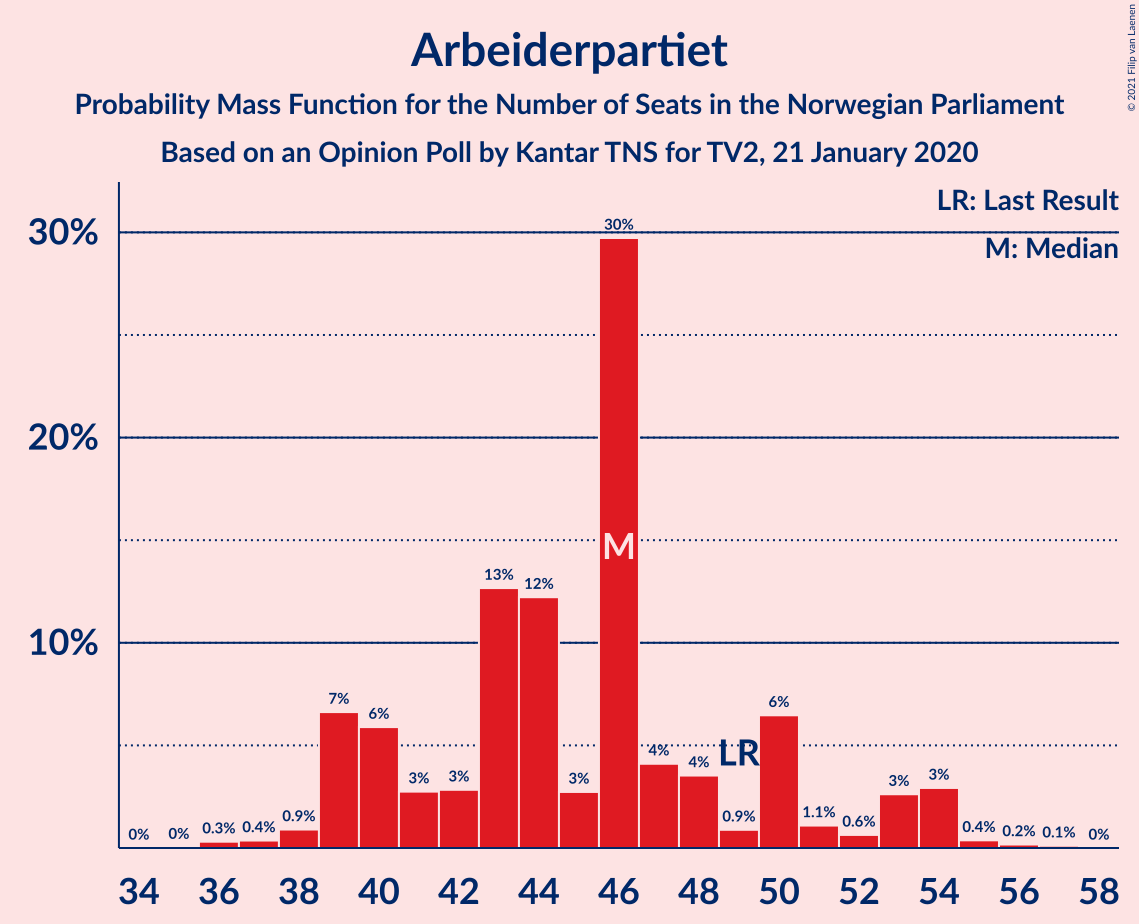 Arbeiderpartiet
Probability Mass Function for the Number of Seats in the Norwegian Parliament
Based on an Opinion Poll by Kantar TNS for TV2, 21 January 2020
© 2021 Filip van Laenen
LR: Last Result
M: Median
30%
20%
10%
0% 0% 0.3% 0.4% 0.9% 7% 6% 3% 3% 13% 12% 3% 30% 4% 4% 0.9% 6% 1.1% 0.6% 3% 3% 0.4% 0.2% 0.1% 0%
M
LR
34 36 38 40 42 44 46 48 50 52 54 56 58